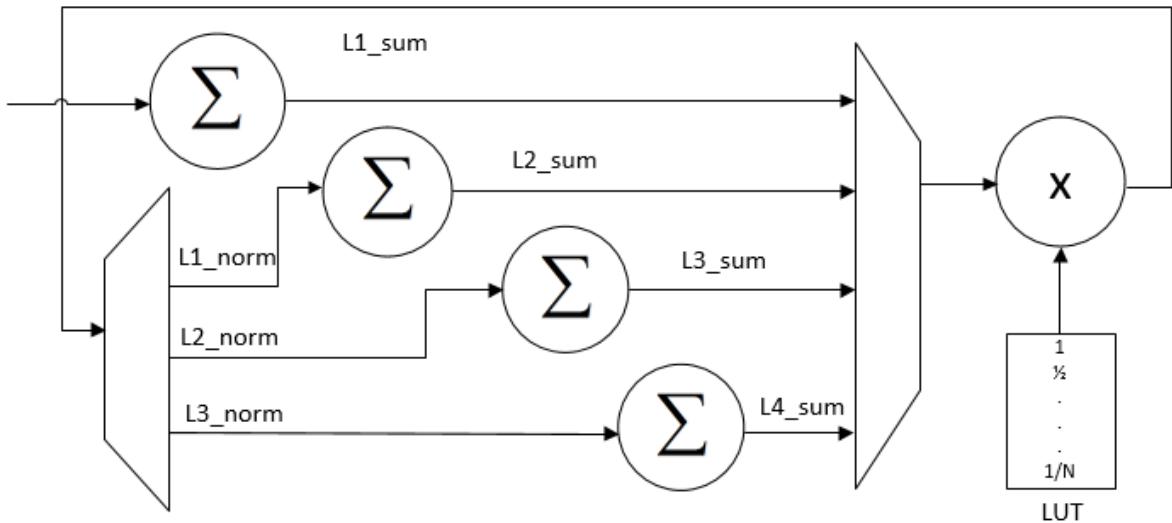 L1_sum
∑
L2_sum
∑
L1_norm
L3_sum
∑
x
L2_norm
L3_norm
L4_sum
∑
1
½
.
.
.
1/N
LUT